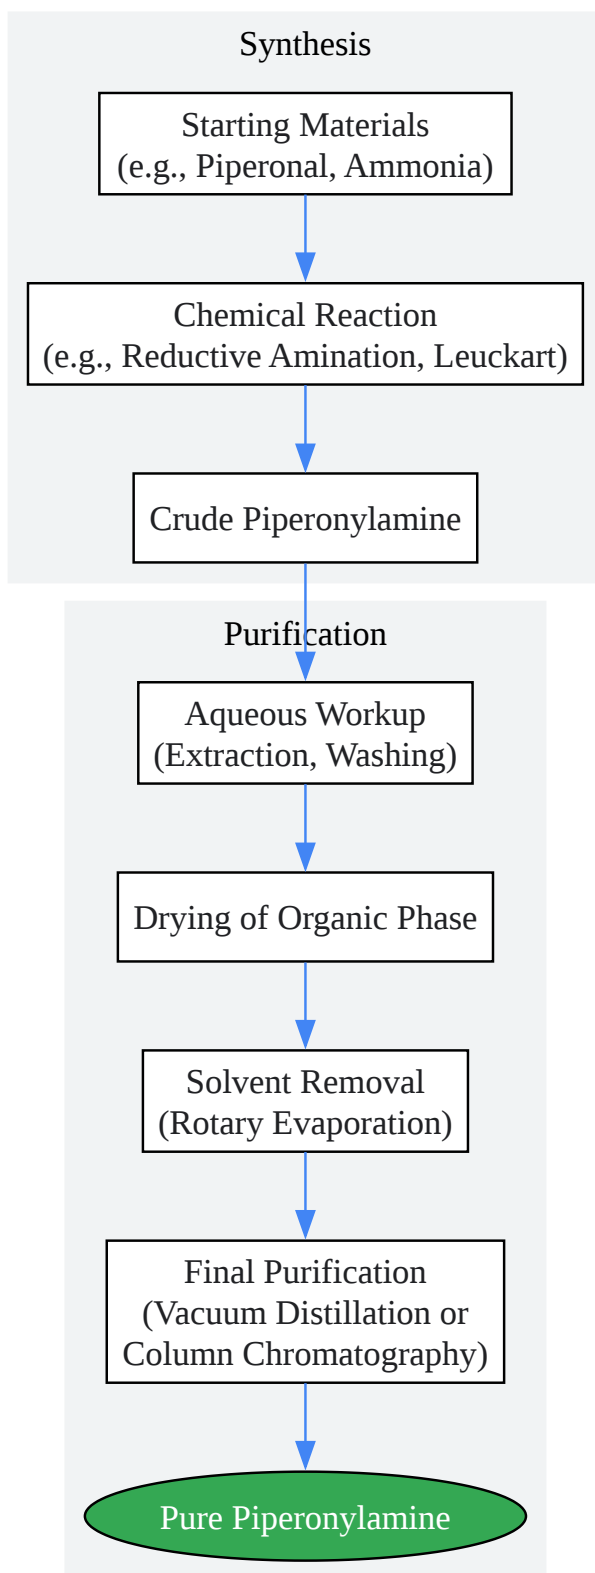 Synthesis
Starting Materials
(e.g., Piperonal, Ammonia)
Chemical Reaction
(e.g., Reductive Amination, Leuckart)
Crude Piperonylamine
Purification
Aqueous Workup
(Extraction, Washing)
Drying of Organic Phase
Solvent Removal
(Rotary Evaporation)
Final Purification
(Vacuum Distillation or
Column Chromatography)
Pure Piperonylamine